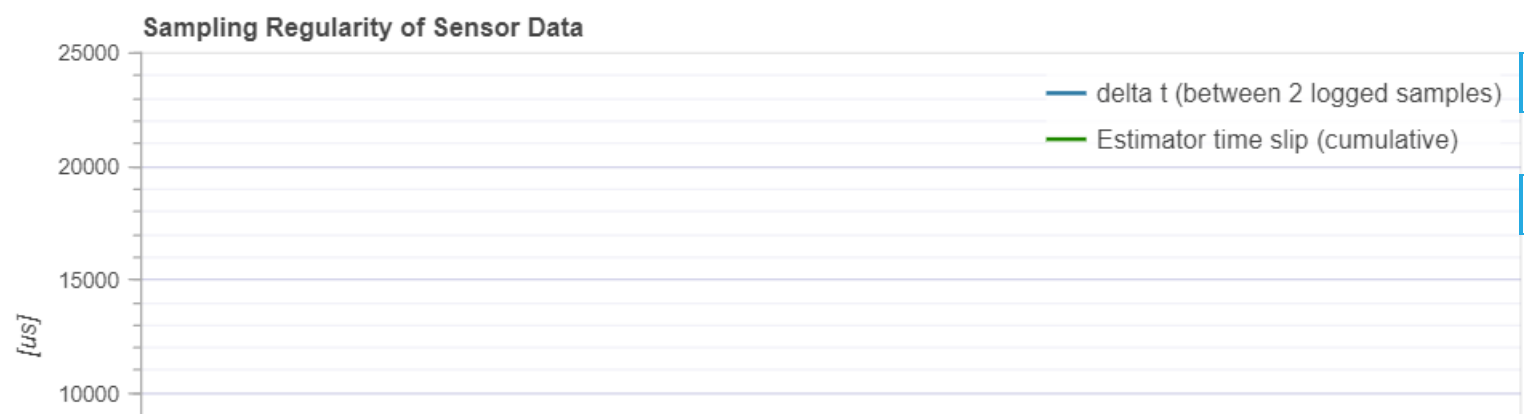 Sampling Regularity of Sensor Data
25000
delta t (between 2 logged samples)
Estimator time slip (cumulative)
20000
15000
[us]
10000